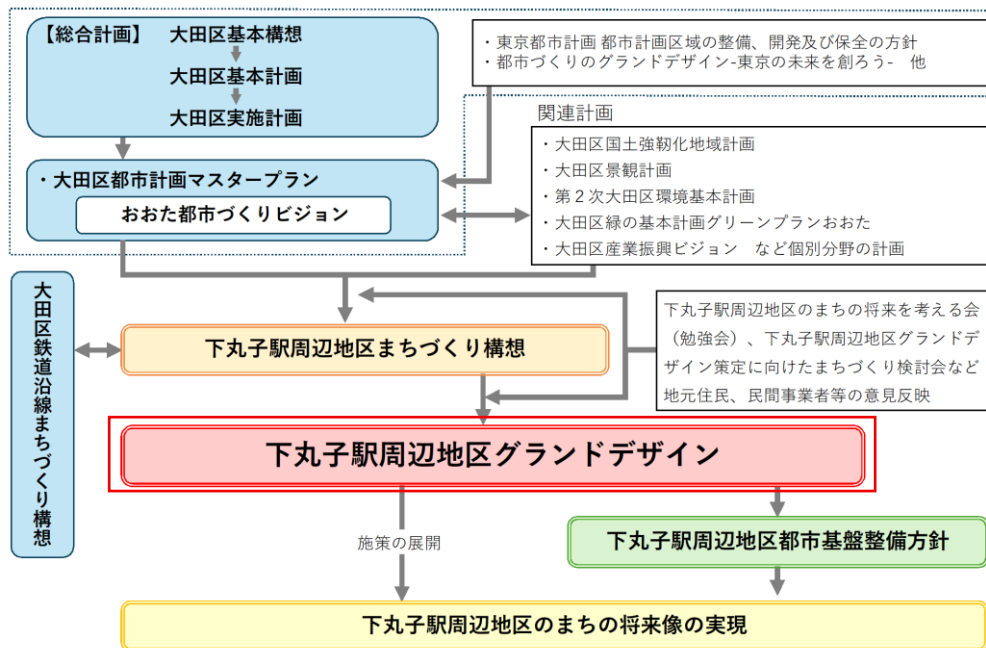 【総合計画】 大田区基本構想
大田区基本計画
大田区実施計画
・東京都市計画 都市計画区域の整備、開発及び保全の方針
・都市づくりのグランドデザイン-東京の未来を創ろう- 他
・大田区都市計画マスタープラン
おおた都市づくりビジョン
関連計画
・大田区国土強靭化地域計画
・大田区景観計画
・第2次大田区環境基本計画
・大田区緑の基本計画グリーンプランおおた
・大田区産業振興ビジョン など個別分野の計画
大田区鉄道沿線まちづくり構想
下丸子駅周辺地区まちづくり構想
下丸子駅周辺地区のまちの将来を考える会
(勉強会)、下丸子駅周辺地区グランドデ
ザイン策定に向けたまちづくり検討会など
地元住民、民間事業者等の意見反映
下丸子駅周辺地区グランドデザイン
施策の展開
下丸子駅周辺地区都市基盤整備方針
下丸子駅周辺地区のまちの将来像の実現